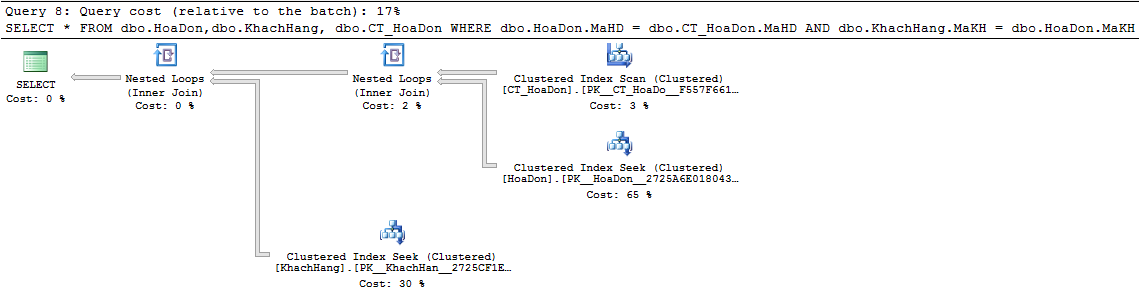 Query 8: Query cost (relative to the batch): 17%
SELECT * FROM dbo.HoaDon,dbo.KhachHang, dbo.CT_HoaDon WHERE dbo.HoaDon.MaHD = dbo.CT_HoaDon.MaHD AND dbo.KhachHang.MaKH = dbo.HoaDon.MaKH
SELECT
Cost: 0 %
Nested Loops
(Inner Join)
Cost: 0 %
Nested Loops
(Inner Join)
Cost: 2 %
Clustered Index Scan (Clustered)
[CT_HoaDon].[PK__CT_HoaDo__F557F661…
Cost: 3 %
Clustered Index Seek (Clustered)
[HoaDon].[PK__HoaDon__2725A6E018043…
Cost: 65 %
Clustered Index Seek (Clustered)
[KhachHang].[PK__KhachHan__2725CF1E…
Cost: 30 %